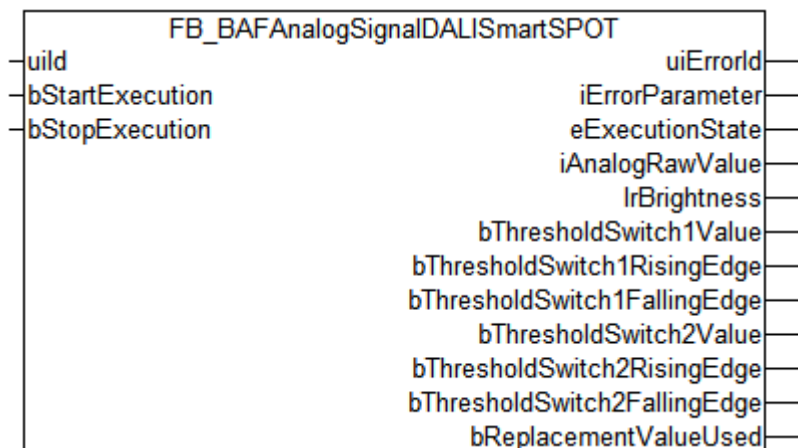 FB_BAFAnalogSignalDALISmartSPOT
uiId uiErrorId
bStartExecution iErrorParameter
bStopExecution eExecutionState
iAnalogRawValue
lrBrightness
bThresholdSwitch1Value
bThresholdSwitch1RisingEdge
bThresholdSwitch1FallingEdge
bThresholdSwitch2Value
bThresholdSwitch2RisingEdge
bThresholdSwitch2FallingEdge
bReplacementValueUsed